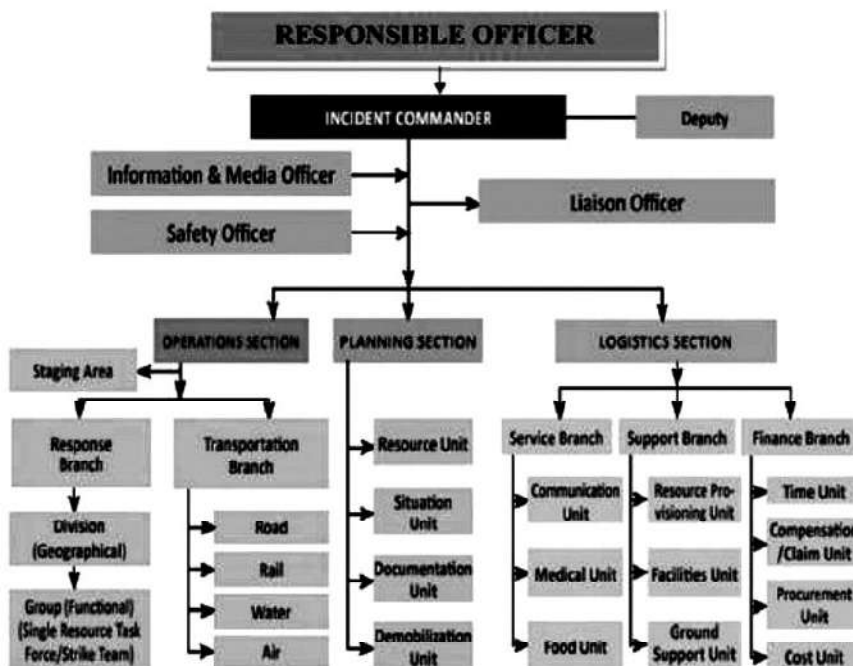 RESPONSIBLE OFFICER
INCIDENT COMMANDER
Deputy
Information & Media Officer
Liaison Officer
Safety Officer
OPERATIONS SECTION
PLANNING SECTION
LOGISTICS SECTION
Staging Area
Response
Branch
Transportation
Branch
Division
(Geographical)
Group (Functional)
(Single Resource Task
Force/Strike Team)
Road
Rail
Water
Air
Resource Unit
Situation
Unit
Documentation
Unit
Demobilization
Unit
Service Branch
Support Branch
Finance Branch
Communication
Unit
Medical Unit
Food Unit
Resource Pro-
visioning Unit
Facilities Unit
Ground
Support Unit
Time Unit
Compensation
/Claim Unit
Procurement
Unit
Cost Unit